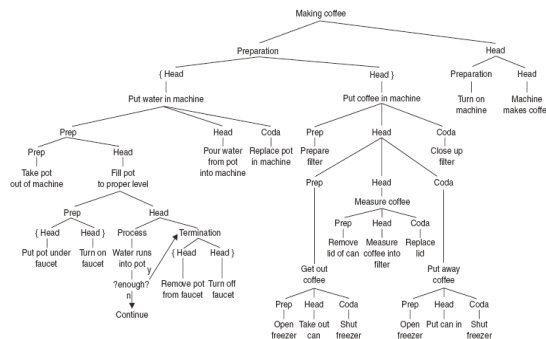 Making coffee
Preparation Head
{ Head Head } Preparation Head
Put water in machine Put coffee in machine Turn on machine Machine makes coffe
Prep Head Coda Prep Head Coda
Prep Head Pour water from pot into machine Replace pot in machine Prepare filter Close up filter
Take pot out of machine Fill pot to proper level Prep Head Coda
Prep Head Measure coffee
{ Head Head } Process Termination Prep Head Coda
Put pot under faucet Turn on faucet Water runs into pot { Head Head } Remove lid of can Measure coffee into filter Replace lid
y
?enough? Remove pot from faucet Turn off faucet Get out coffee Put away coffee
n
Continue Prep Head Coda Prep Head Coda
Open freezer Take out can Shut freezer Open freezer Put can in Shut freezer